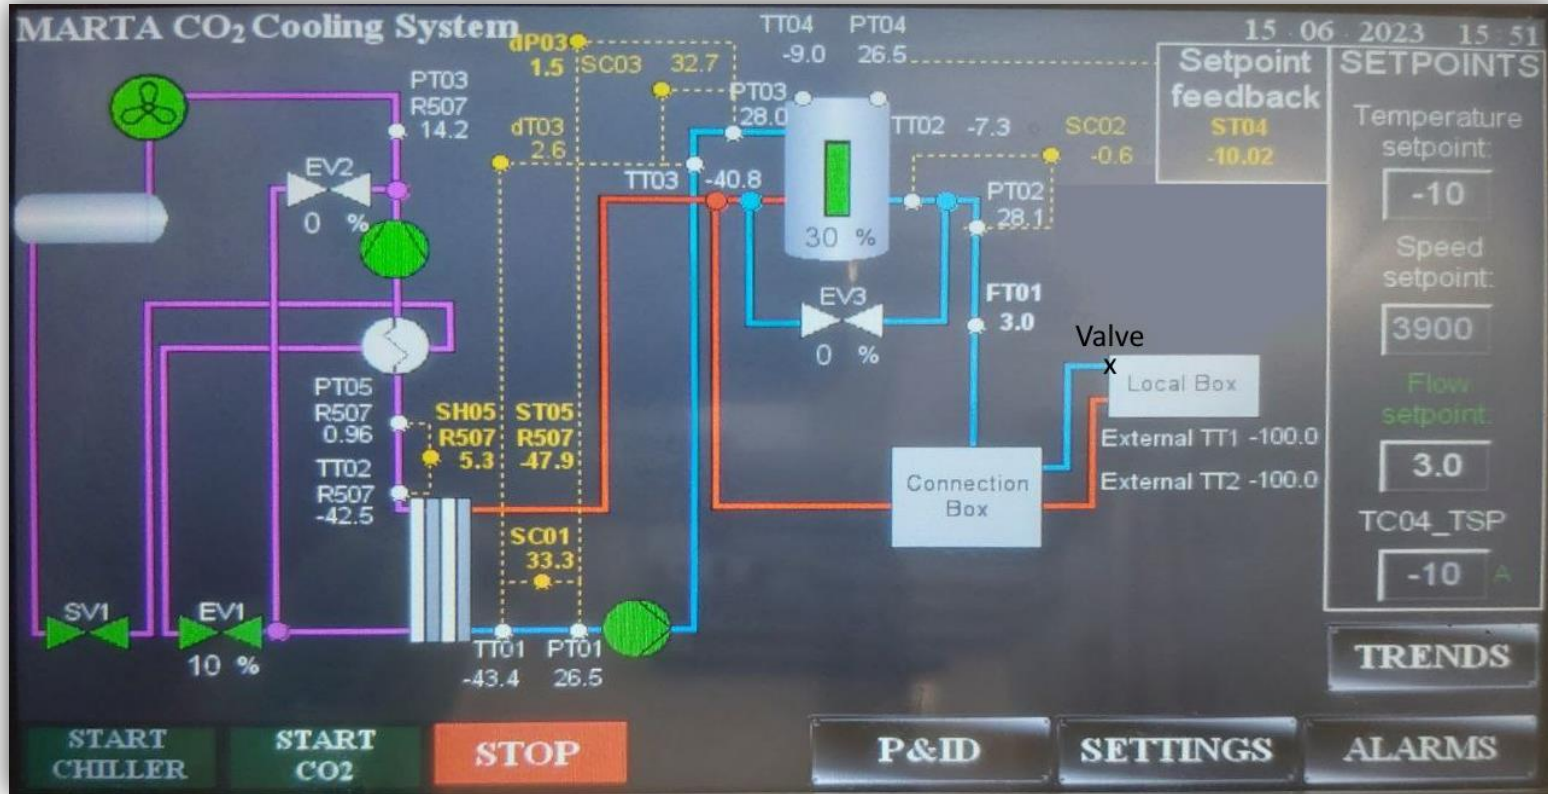 MARTA CO2 Cooling System
15 . 06 . 2023 15:51
PT03
R507
14.2
EV2
0 %
dP03
1.5
SC03 32.7
dT03
2.6
TT04
-9.0
PT04
26.5
PT03
28.0
TT02 -7.3
SC02
-0.6
TT03 -40.8
PT02
28.1
30 %
EV3
0 %
FT01
3.0
Setpoint
feedback
ST04
-10.02
SETPOINTS
Temperature
setpoint:
-10
Speed
setpoint:
3900
Flow
setpoint:
3.0
TC04_TSP
-10 A
Valve
x
Local Box
External TT1 -100.0
External TT2 -100.0
Connection
Box
PT05
R507
0.96
TT02
R507
-42.5
SH05
R507
5.3
ST05
R507
-47.9
SC01
33.3
SV1
EV1
10 %
TT01
-43.4
PT01
26.5
TRENDS
START
CHILLER
START
CO2
STOP
P&ID
SETTINGS
ALARMS